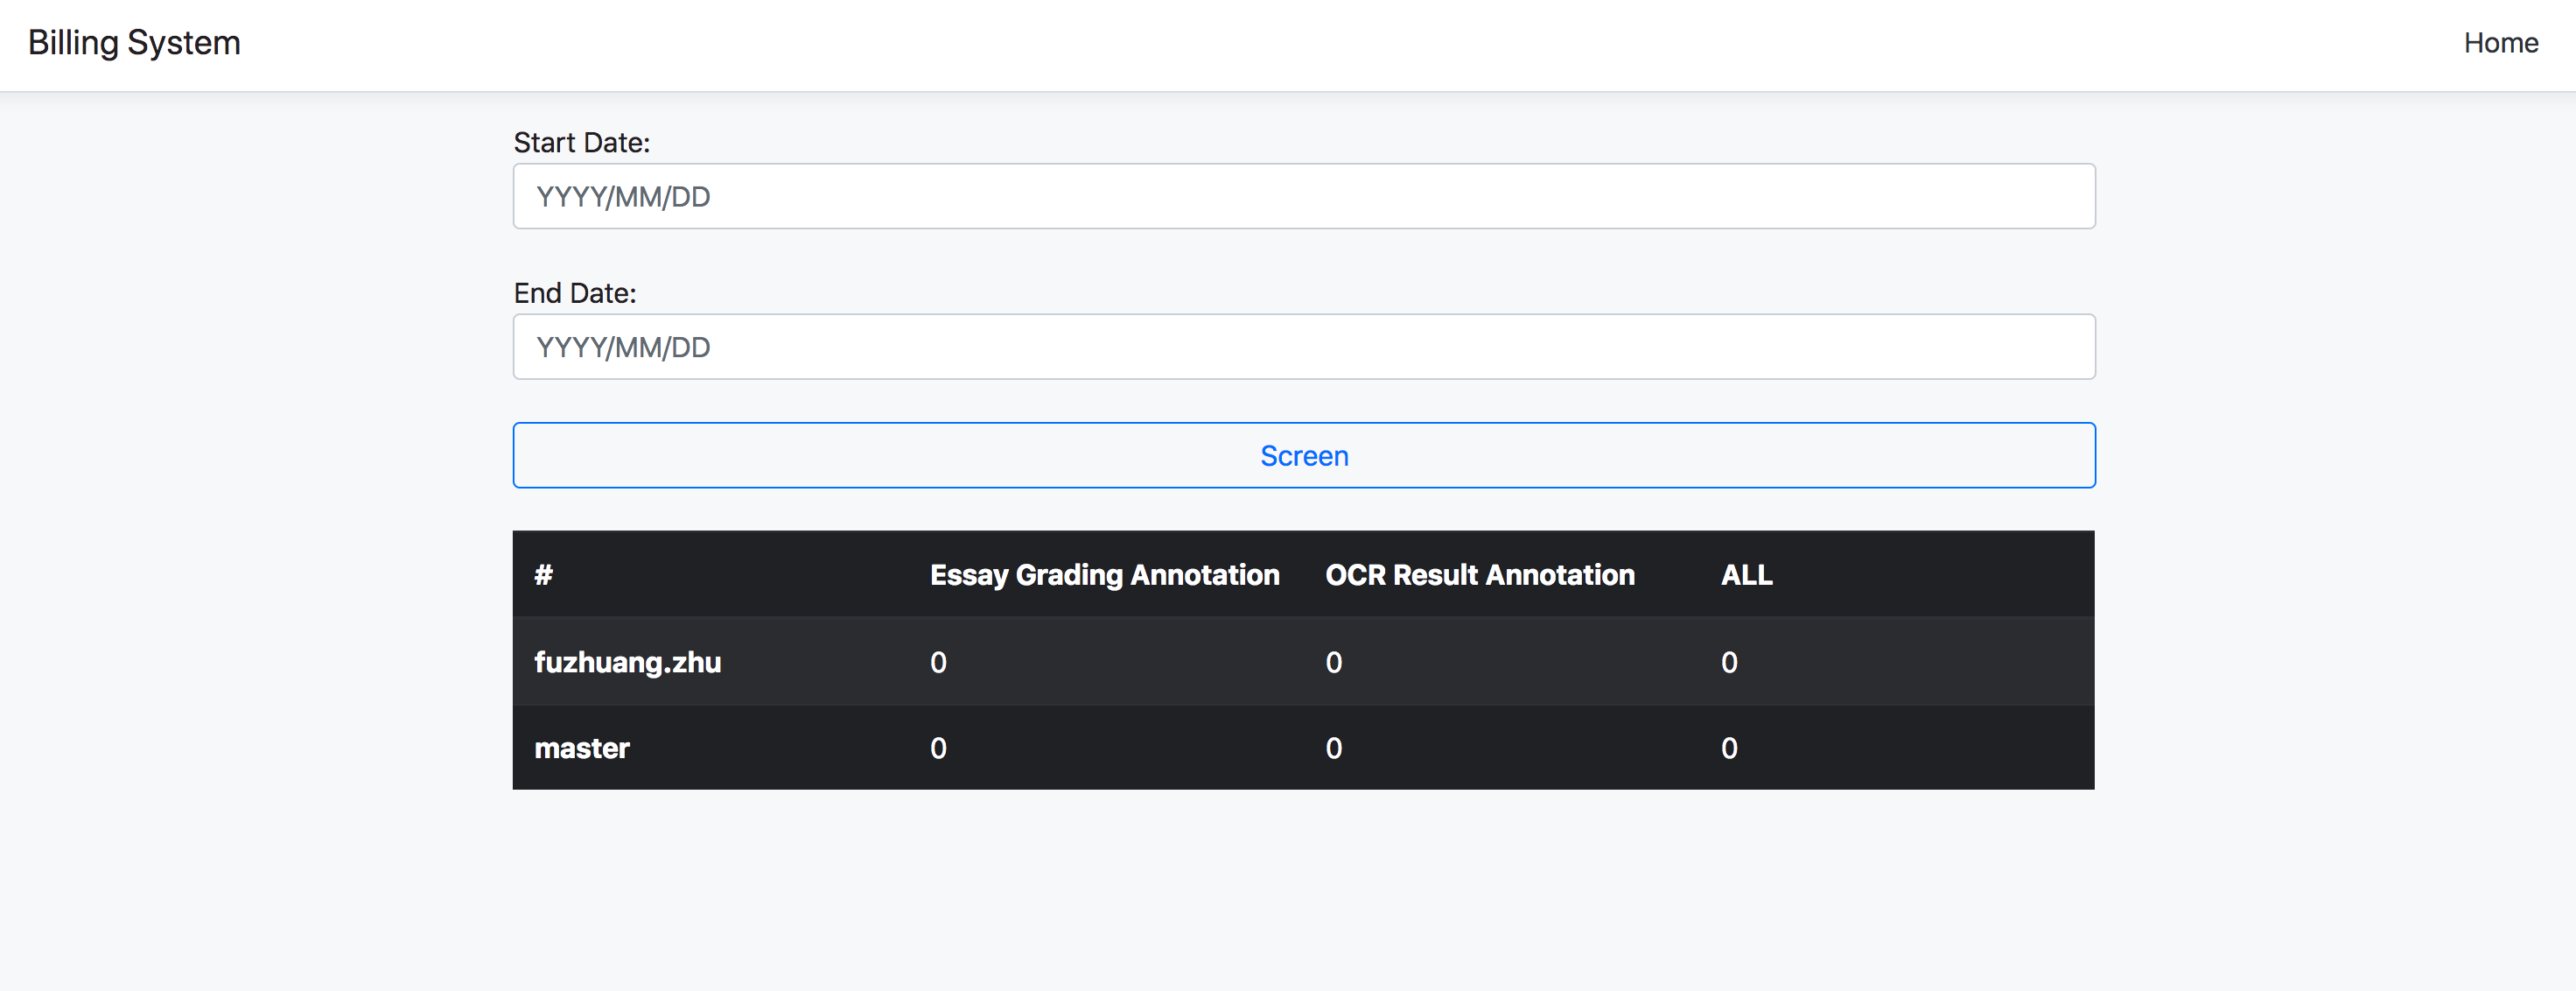 Billing System Home
Start Date:
YYYY/MM/DD
End Date:
YYYY/MM/DD
Screen
# Essay Grading Annotation OCR Result Annotation ALL
fuzhuang.zhu 0 0 0
master 0 0 0